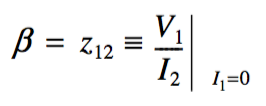 β = z₁₂ ≡ V₁/I₂ | I₁=0